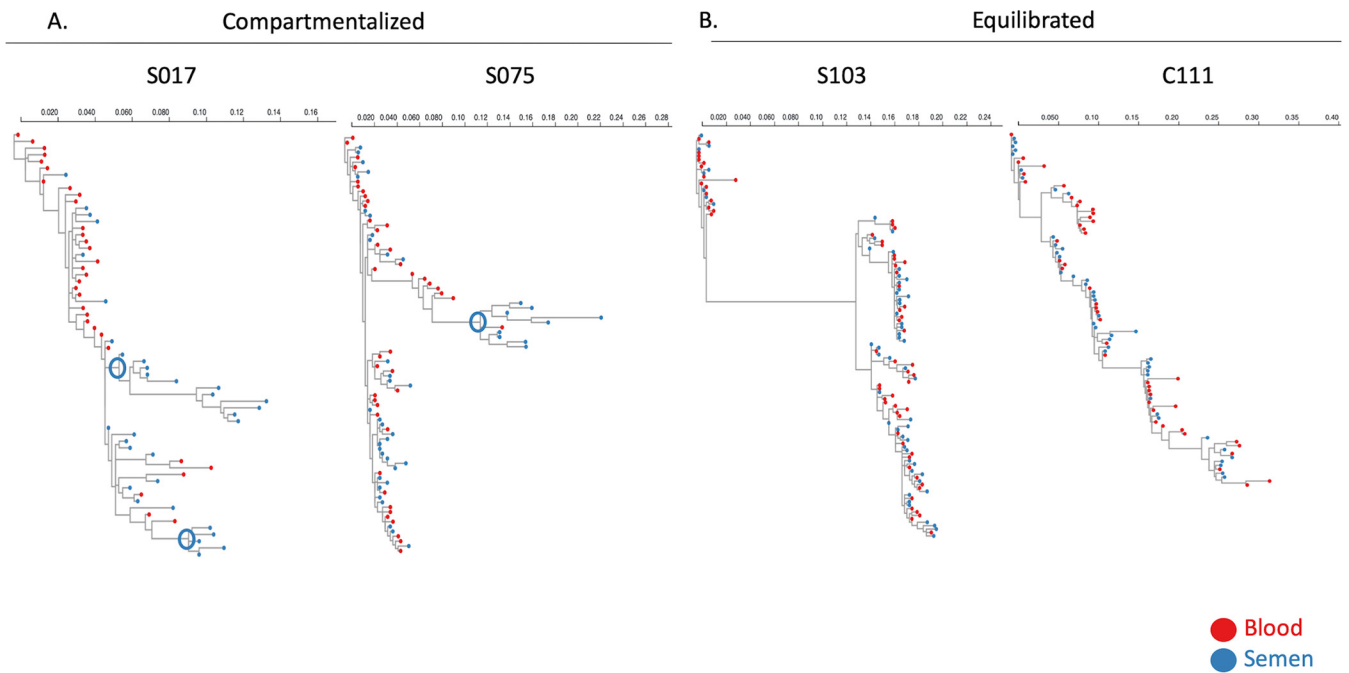 A. Compartmentalized
B. Equilibrated
S017
S075
S103
C111
0.020 0.040 0.060 0.080 0.10 0.12 0.14 0.16
0.020 0.040 0.060 0.080 0.10 0.12 0.14 0.16 0.18 0.20 0.22 0.24 0.26 0.28
0.020 0.040 0.060 0.080 0.10 0.12 0.14 0.16 0.18 0.20 0.22 0.24
0.050 0.10 0.15 0.20 0.25 0.30 0.35 0.40
Blood
Semen